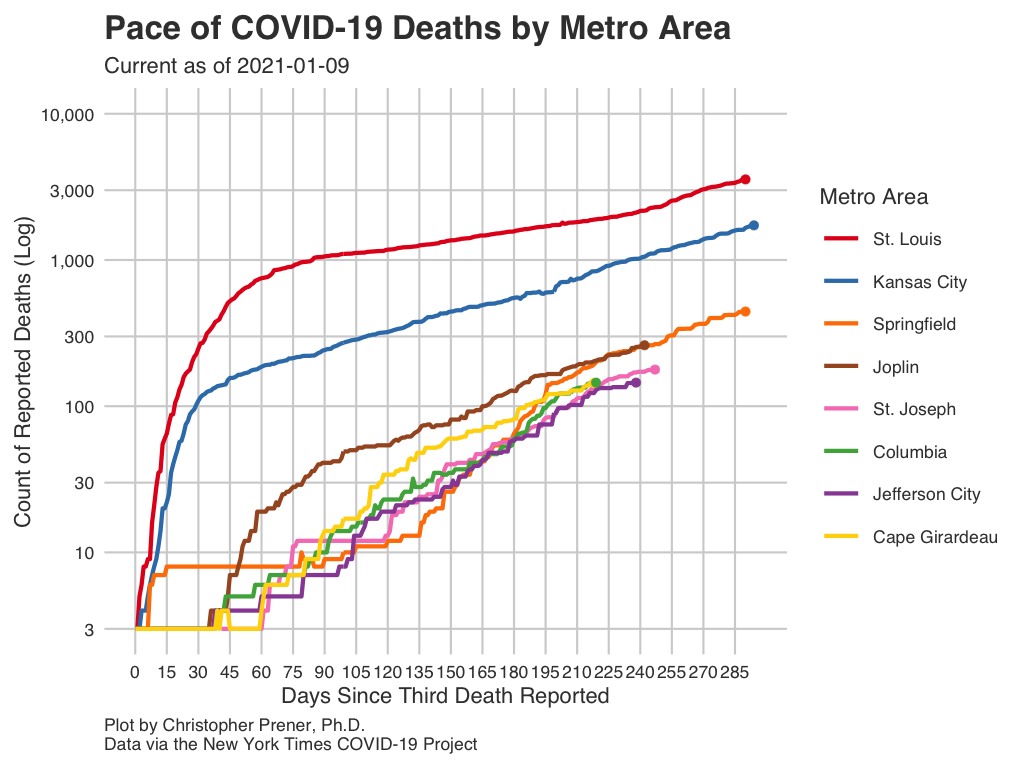 Pace of COVID-19 Deaths by Metro Area
Current as of 2021-01-09
Count of Reported Deaths (Log)
10,000
3,000
1,000
300
100
30
10
3
0 15 30 45 60 75 90 105 120 135 150 165 180 195 210 225 240 255 270 285
Days Since Third Death Reported
Metro Area
St. Louis
Kansas City
Springfield
Joplin
St. Joseph
Columbia
Jefferson City
Cape Girardeau
Plot by Christopher Prener, Ph.D.
Data via the New York Times COVID-19 Project